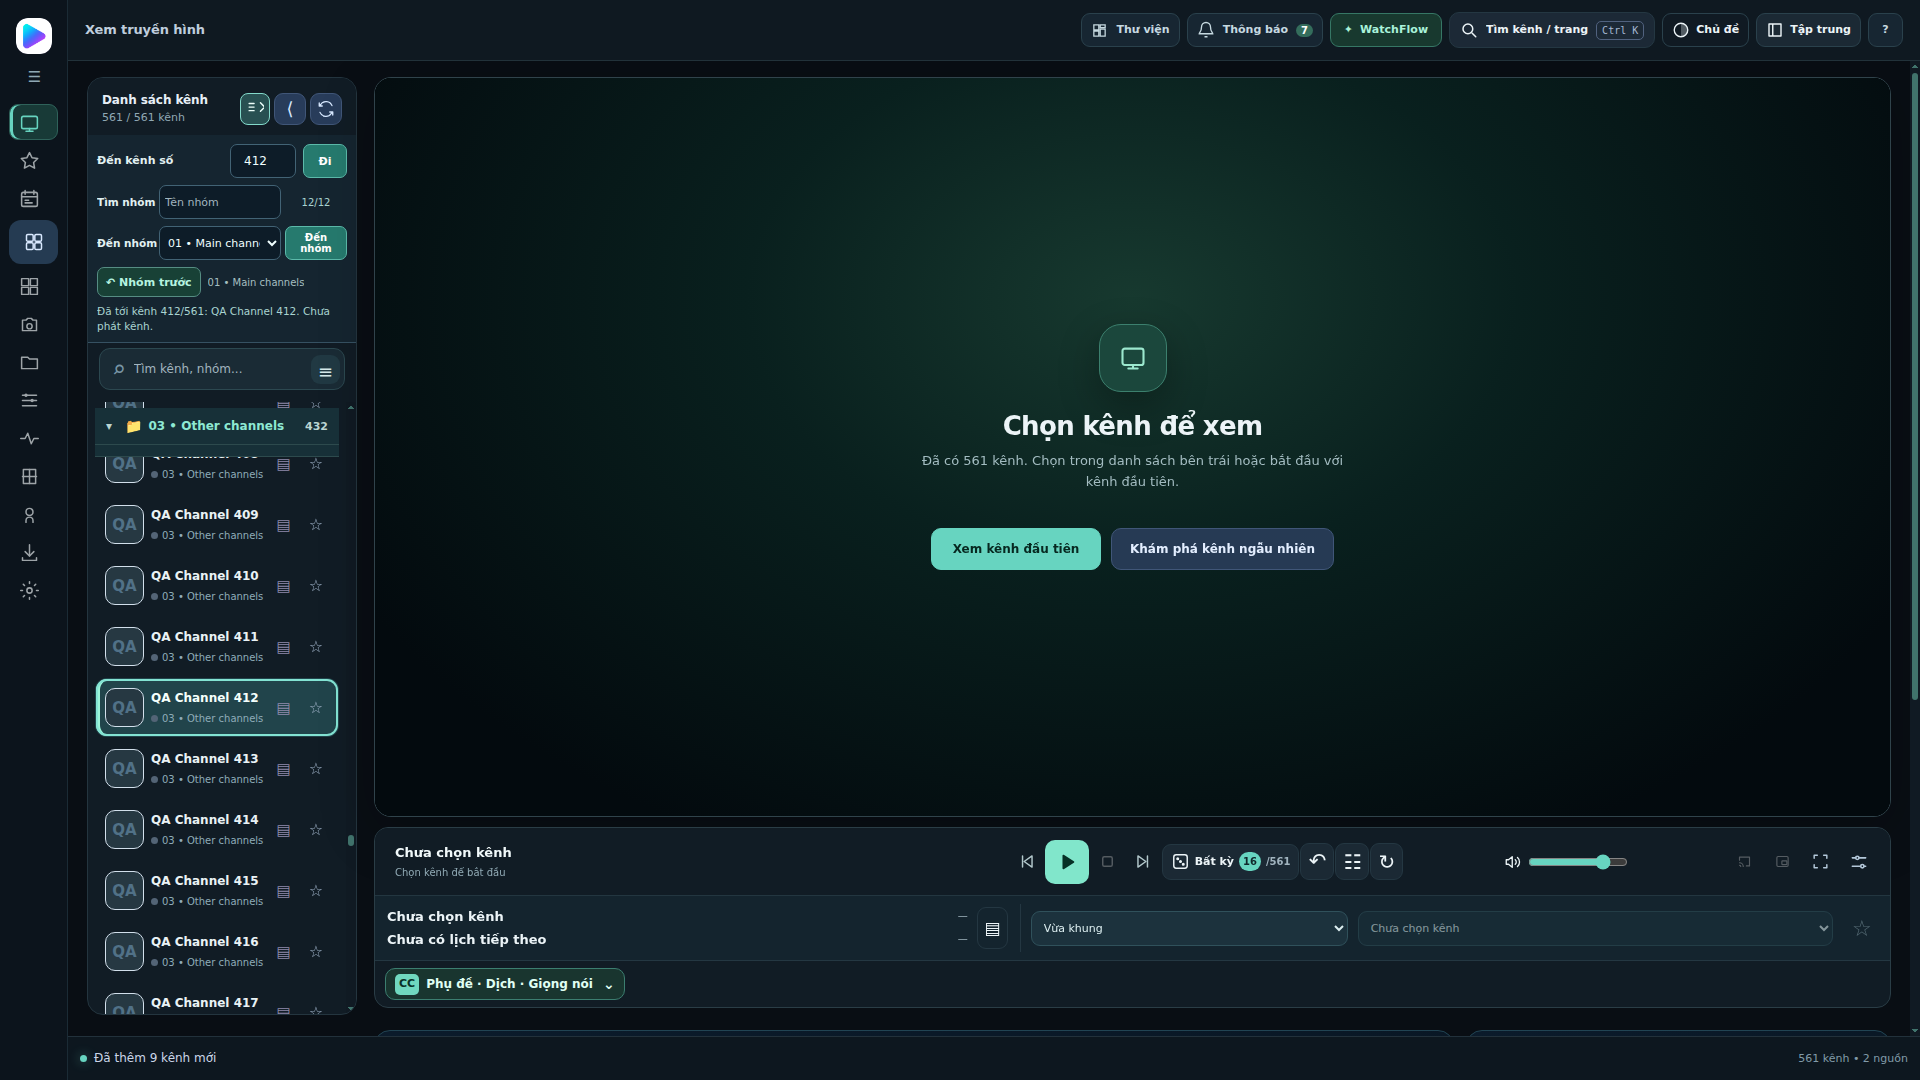 Xem truyền hình
Thư viện
Thông báo 7
WatchFlow
Tìm kênh / trang Ctrl K
Chủ đề
Tập trung
?
Danh sách kênh
561 / 561 kênh
Đến kênh số 412 Đi
Tìm nhóm Tên nhóm 12/12
Đến nhóm 01 • Main chann Đến nhóm
↶ Nhóm trước 01 • Main channels
Đã tới kênh 412/561: QA Channel 412. Chưa
phát kênh.
Tìm kênh, nhóm...
03 • Other channels 432
QA 03 • Other channels
QA Channel 409
QA 03 • Other channels
QA Channel 410
QA 03 • Other channels
QA Channel 411
QA 03 • Other channels
QA Channel 412
QA 03 • Other channels
QA Channel 413
QA 03 • Other channels
QA Channel 414
QA 03 • Other channels
QA Channel 415
QA 03 • Other channels
QA Channel 416
QA 03 • Other channels
QA Channel 417
QA 03 • Other channels
Chọn kênh để xem
Đã có 561 kênh. Chọn trong danh sách bên trái hoặc bắt đầu với
kênh đầu tiên.
Xem kênh đầu tiên
Khám phá kênh ngẫu nhiên
Chưa chọn kênh
Chọn kênh để bắt đầu
Bất kỳ 16 /561
Chưa chọn kênh —
Chưa có lịch tiếp theo —
Vừa khung
Chưa chọn kênh
CC Phụ đề · Dịch · Giọng nói
Đã thêm 9 kênh mới
561 kênh • 2 nguồn